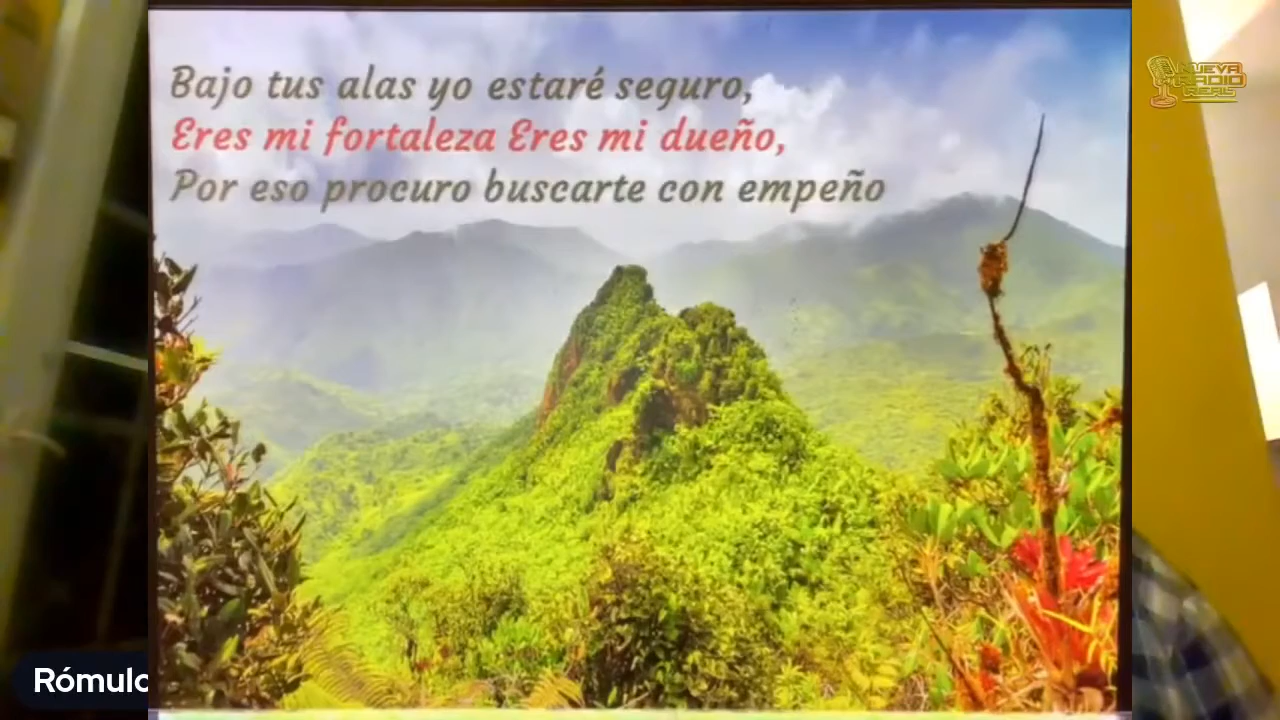 Bajo tus alas yo estaré seguro,
Eres mi fortaleza Eres mi dueño,
Por eso procuro buscarte con empeño
NUEVA
RADIO
REAL
Rómulo